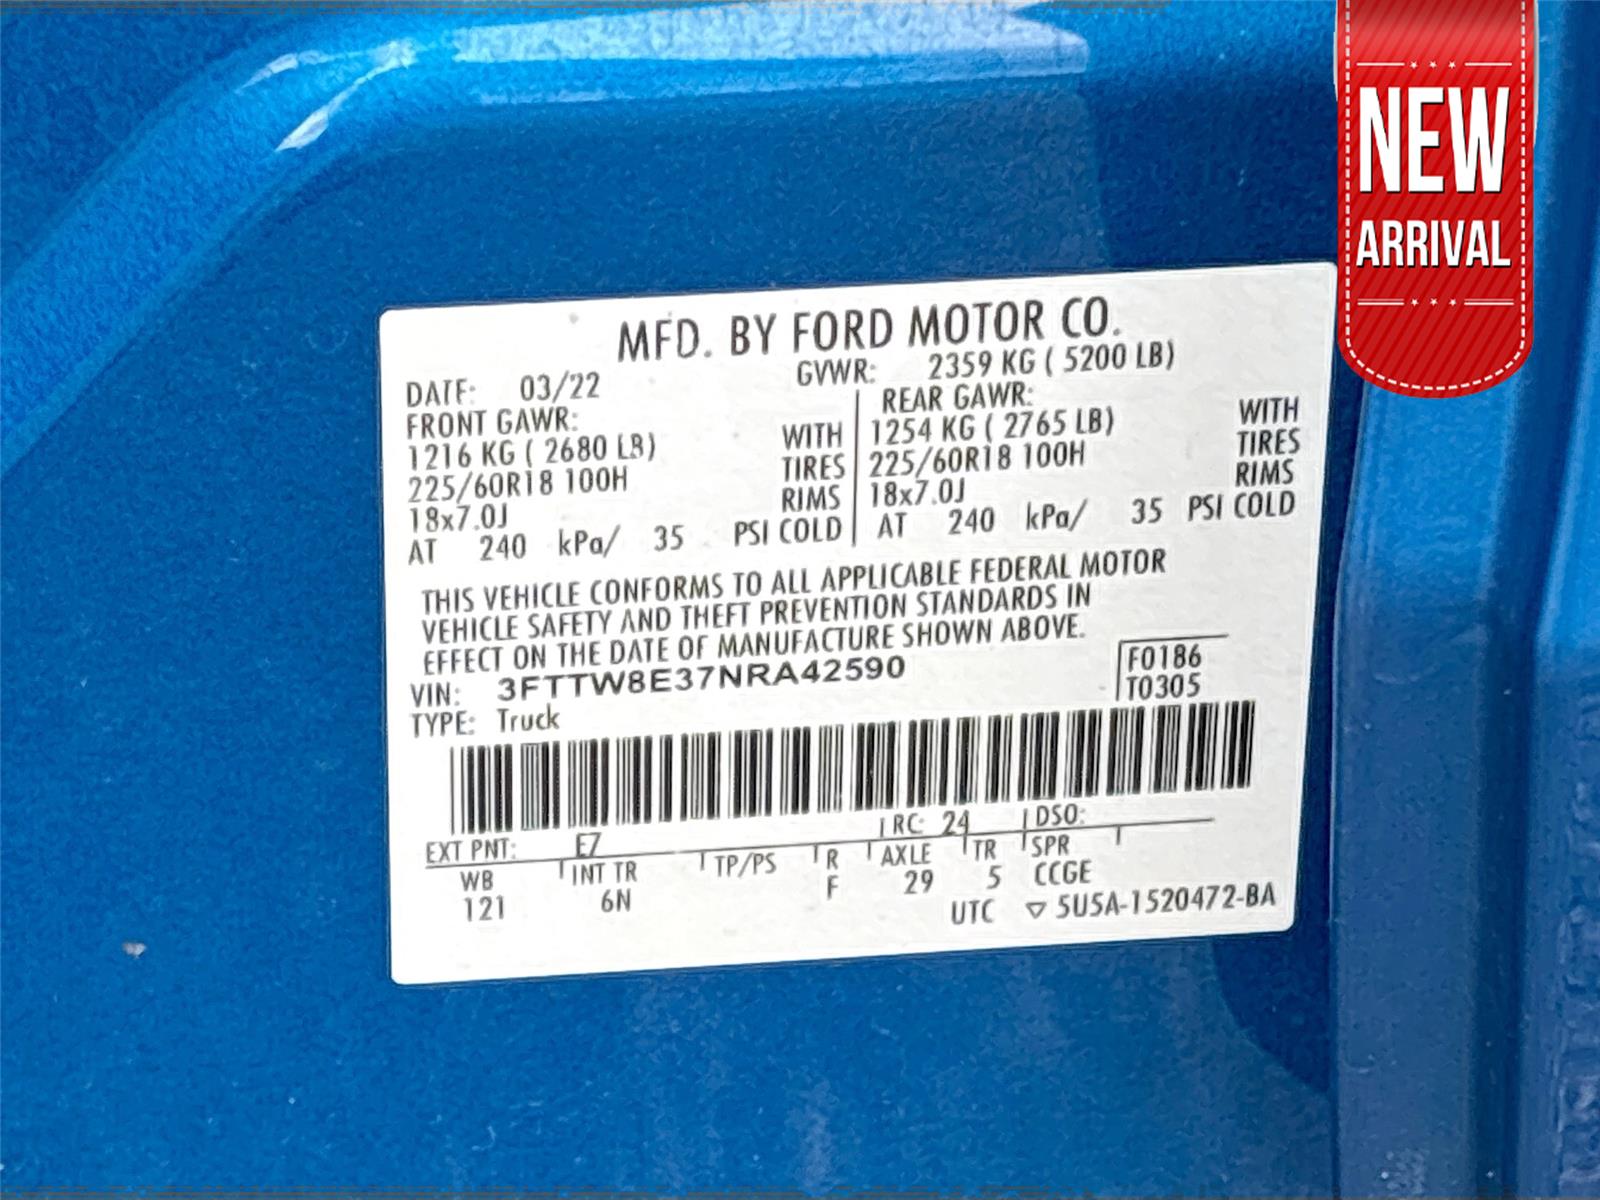 NEW
ARRIVAL
MFD. BY FORD MOTOR CO.
DATE: 03/22 GVWR: 2359 KG ( 5200 LB)
FRONT GAWR: REAR GAWR:
1216 KG ( 2680 LB) WITH 1254 KG ( 2765 LB) WITH
225/60R18 100H TIRES 225/60R18 100H TIRES
18x7.0J RIMS 18x7.0J RIMS
AT 240 kPa/ 35 PSI COLD AT 240 kPa/ 35 PSI COLD
THIS VEHICLE CONFORMS TO ALL APPLICABLE FEDERAL MOTOR
VEHICLE SAFETY AND THEFT PREVENTION STANDARDS IN
EFFECT ON THE DATE OF MANUFACTURE SHOWN ABOVE.
VIN: 3FTTW8E37NRA42590 F0186
TYPE: Truck T0305
EXT PNT: E7 RC: 24 DSO:
WB INT TR TP/PS R AXLE TR SPR
121 6N F 29 5 CCGE
UTC ▽ 5U5A-1520472-BA